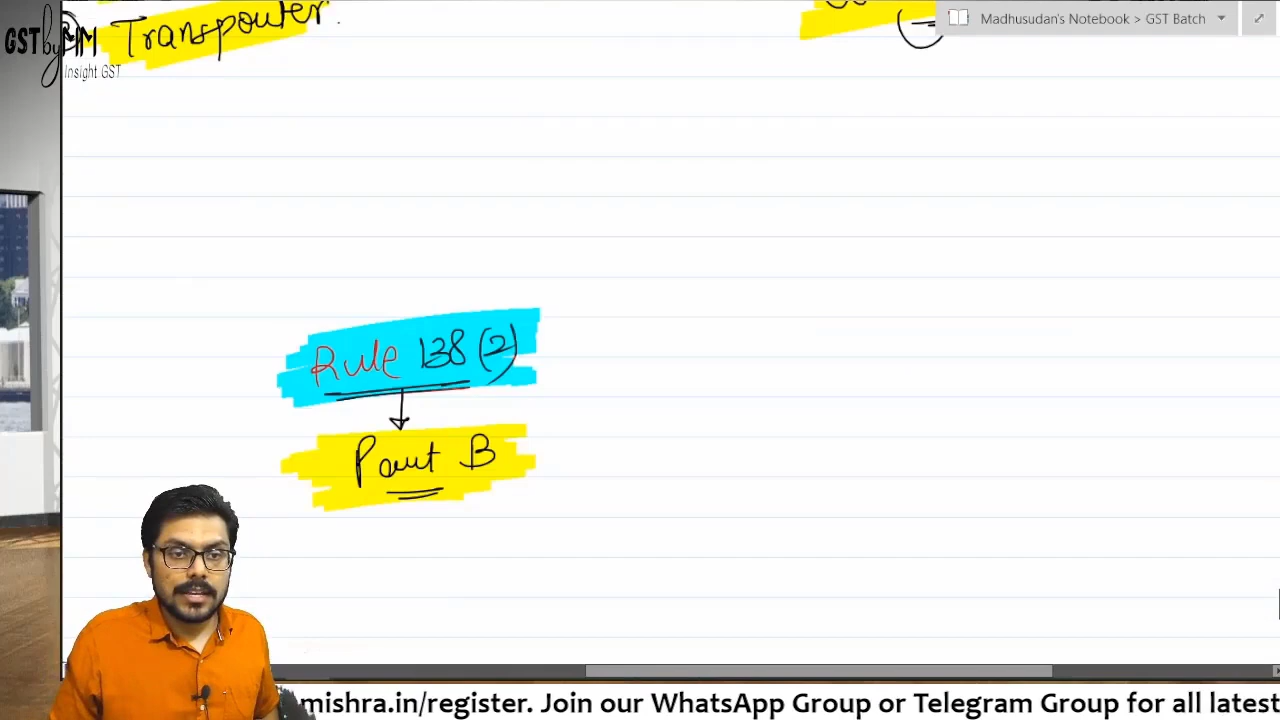 GST by MM
Insight GST
Transporter.
Madhusudan's Notebook > GST Batch
Rule 138 (2)
Part B
mishra.in/register. Join our WhatsApp Group or Telegram Group for all latest